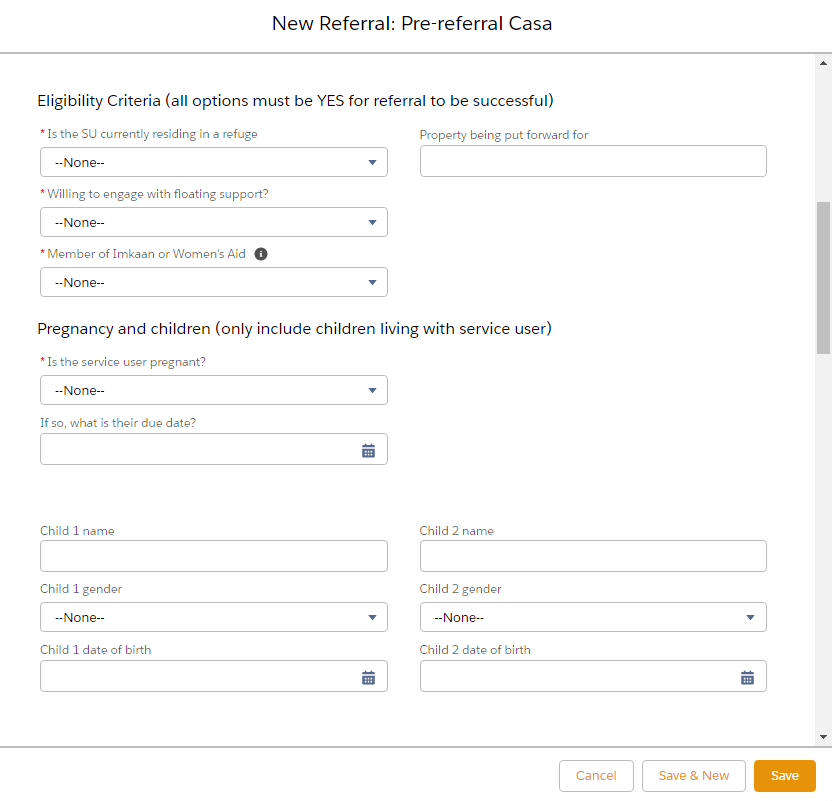 New Referral: Pre-referral Casa
Eligibility Criteria (all options must be YES for referral to be successful)
* Is the SU currently residing in a refuge
Property being put forward for
--None--
* Willing to engage with floating support?
--None--
* Member of Imkaan or Women's Aid
--None--
Pregnancy and children (only include children living with service user)
* Is the service user pregnant?
--None--
If so, what is their due date?
Child 1 name
Child 2 name
Child 1 gender
Child 2 gender
--None--
--None--
Child 1 date of birth
Child 2 date of birth
Cancel
Save & New
Save